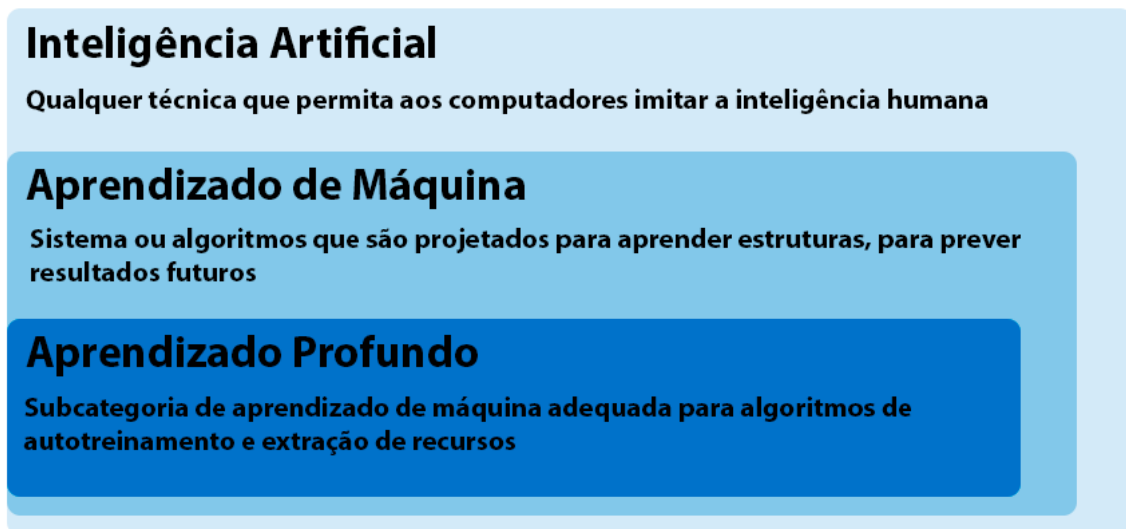 Inteligência Artificial
Qualquer técnica que permita aos computadores imitar a inteligência humana
Aprendizado de Máquina
Sistema ou algoritmos que são projetados para aprender estruturas, para prever
resultados futuros
Aprendizado Profundo
Subcategoria de aprendizado de máquina adequada para algoritmos de
autotreinamento e extração de recursos